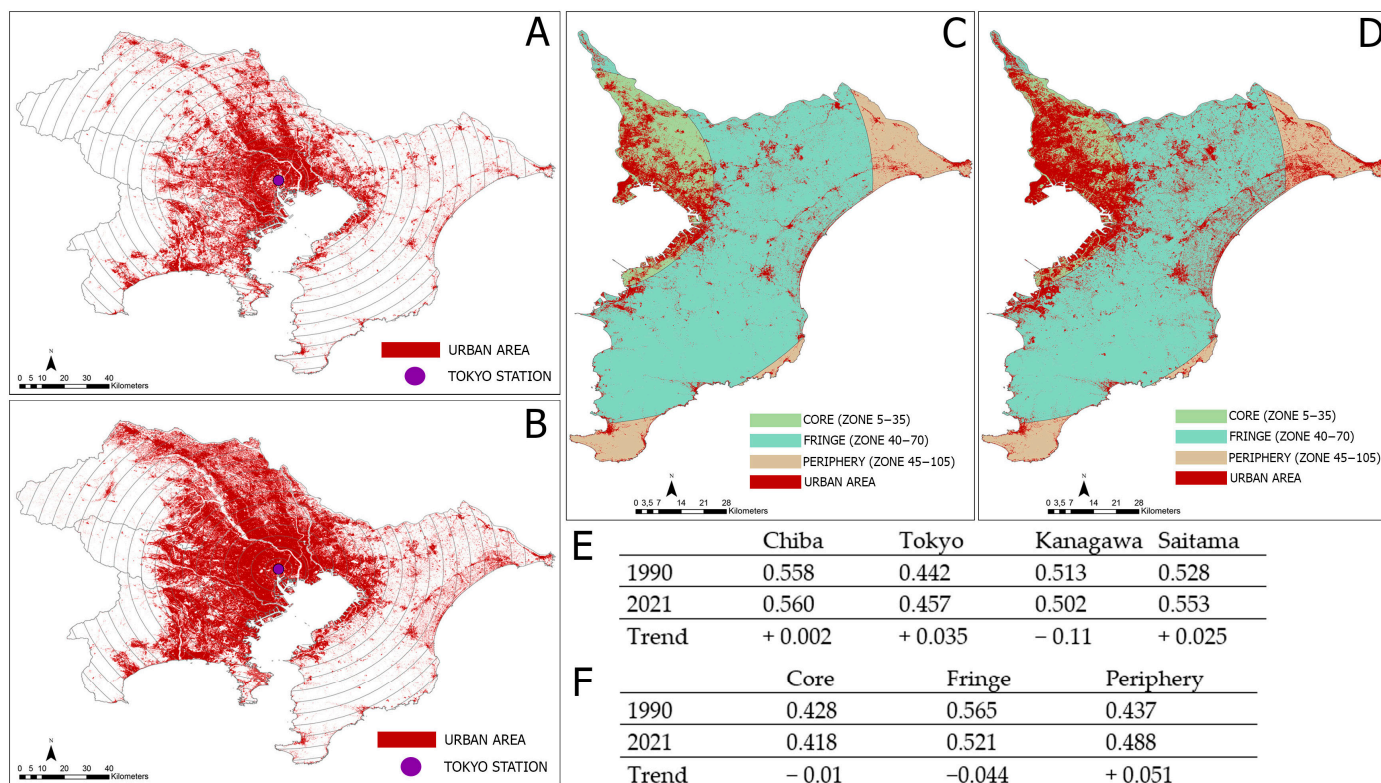 A
N
0 5 10 20 30 40
Kilometers
URBAN AREA
TOKYO STATION
B
N
0 5 10 20 30 40
Kilometers
URBAN AREA
TOKYO STATION
C
CORE (ZONE 5–35)
FRINGE (ZONE 40–70)
PERIPHERY (ZONE 45–105)
URBAN AREA
N
0 3,5 7 14 21 28
Kilometers
D
CORE (ZONE 5–35)
FRINGE (ZONE 40–70)
PERIPHERY (ZONE 45–105)
URBAN AREA
N
0 3,5 7 14 21 28
Kilometers
E
Chiba Tokyo Kanagawa Saitama
1990 0.558 0.442 0.513 0.528
2021 0.560 0.457 0.502 0.553
Trend + 0.002 + 0.035 – 0.11 + 0.025
F
Core Fringe Periphery
1990 0.428 0.565 0.437
2021 0.418 0.521 0.488
Trend – 0.01 –0.044 + 0.051